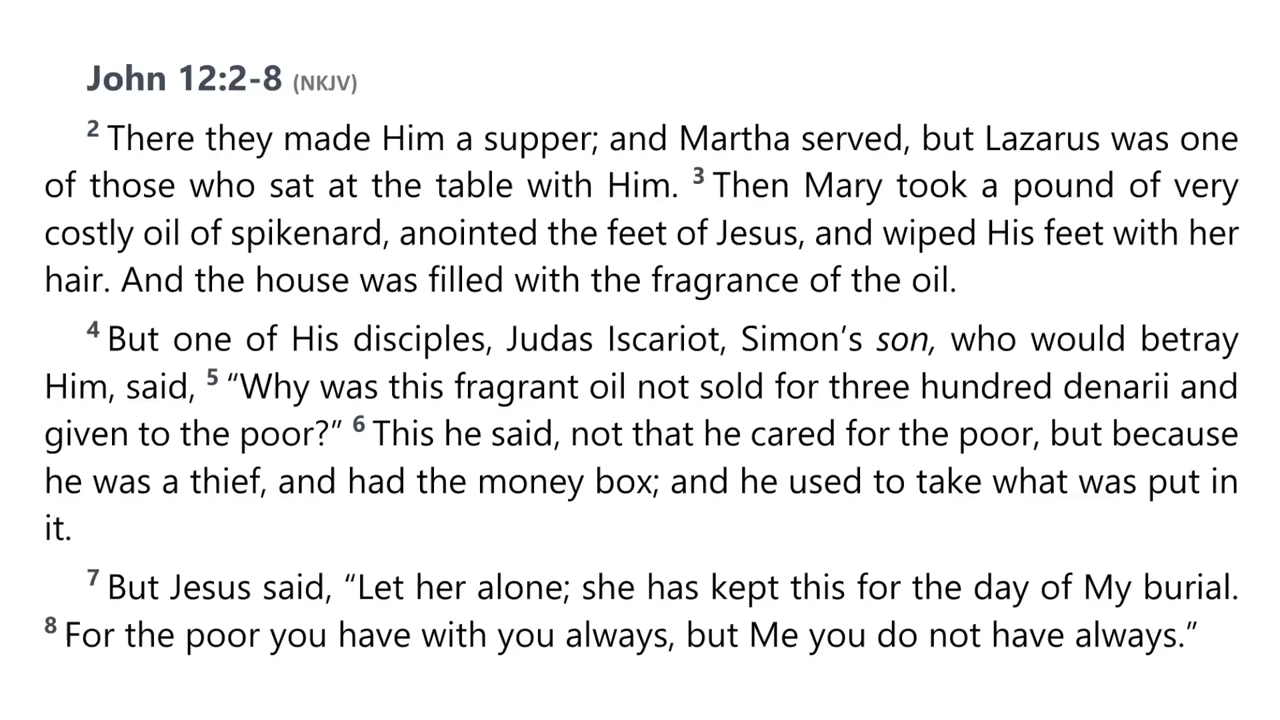 John 12:2-8 (NKJV)
2 There they made Him a supper; and Martha served, but Lazarus was one
of those who sat at the table with Him. 3 Then Mary took a pound of very
costly oil of spikenard, anointed the feet of Jesus, and wiped His feet with her
hair. And the house was filled with the fragrance of the oil.
4 But one of His disciples, Judas Iscariot, Simon’s son, who would betray
Him, said, 5 “Why was this fragrant oil not sold for three hundred denarii and
given to the poor?” 6 This he said, not that he cared for the poor, but because
he was a thief, and had the money box; and he used to take what was put in
it.
7 But Jesus said, “Let her alone; she has kept this for the day of My burial.
8 For the poor you have with you always, but Me you do not have always.”